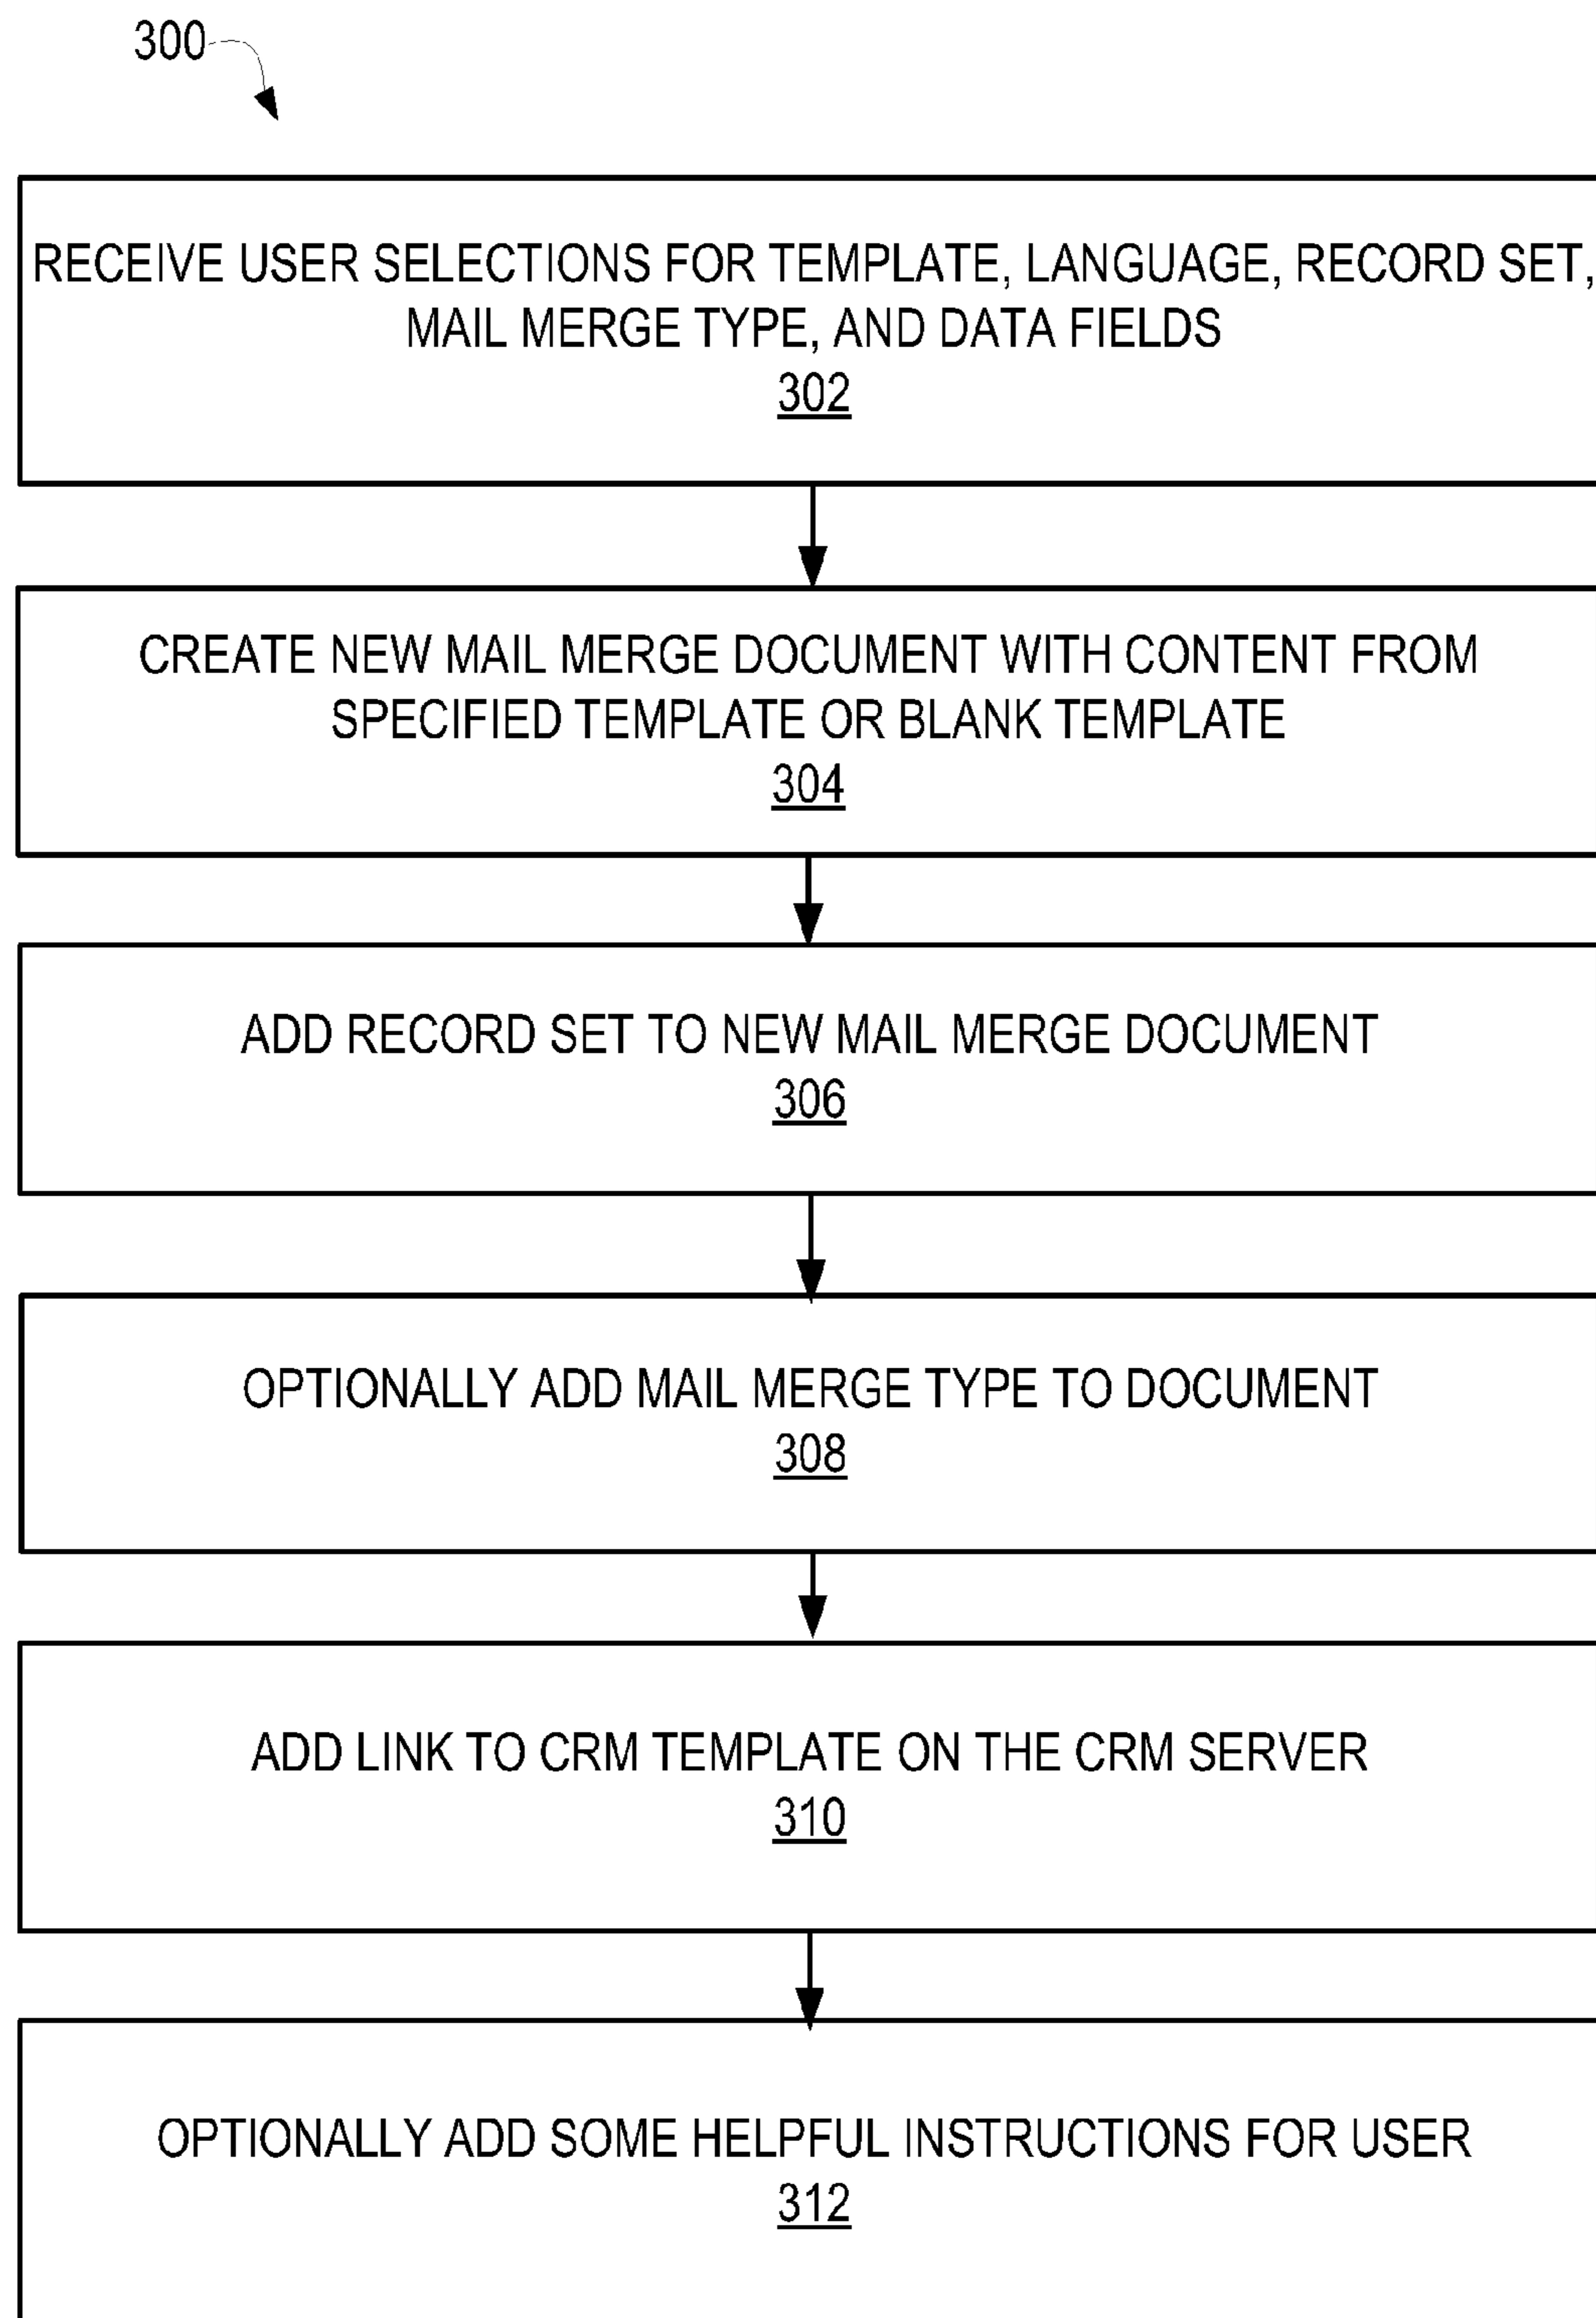 300
RECEIVE USER SELECTIONS FOR TEMPLATE, LANGUAGE, RECORD SET,
MAIL MERGE TYPE, AND DATA FIELDS
302
CREATE NEW MAIL MERGE DOCUMENT WITH CONTENT FROM
SPECIFIED TEMPLATE OR BLANK TEMPLATE
304
ADD RECORD SET TO NEW MAIL MERGE DOCUMENT
306
OPTIONALLY ADD MAIL MERGE TYPE TO DOCUMENT
308
ADD LINK TO CRM TEMPLATE ON THE CRM SERVER
310
OPTIONALLY ADD SOME HELPFUL INSTRUCTIONS FOR USER
312